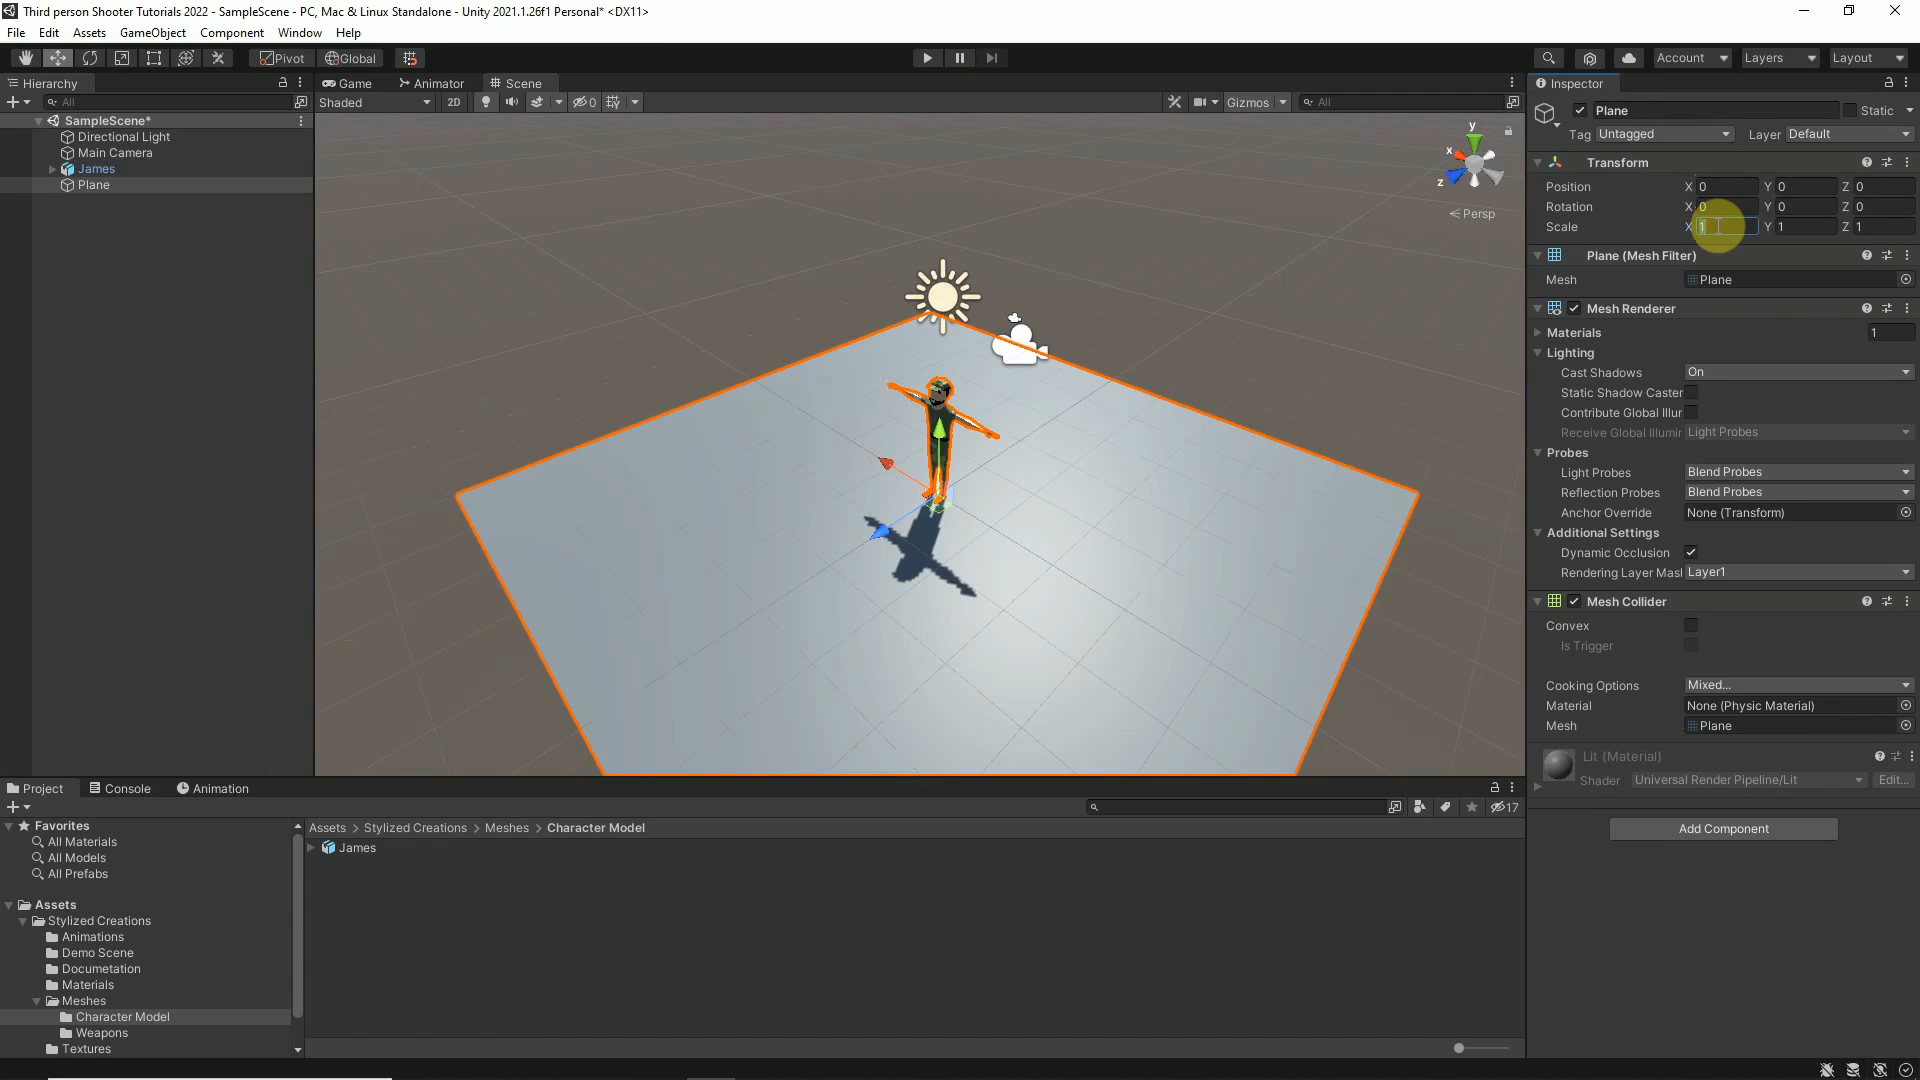 Third person Shooter Tutorials 2022 - SampleScene - PC, Mac & Linux Standalone - Unity 2021.1.26f1 Personal* <DX11>
File Edit Assets GameObject Component Window Help
Pivot Global Account Layers Layout
Hierarchy
All
SampleScene*
Directional Light
Main Camera
James
Plane
Game Animator Scene
Shaded 2D 0 Gizmos All
y
x
z
Persp
Inspector
Plane Static
Tag Untagged Layer Default
Transform
Position X 0 Y 0 Z 0
Rotation X 0 Y 0 Z 0
Scale X 1 Y 1 Z 1
Plane (Mesh Filter)
Mesh Plane
Mesh Renderer
Materials 1
Lighting
Cast Shadows On
Static Shadow Caster
Contribute Global Illur
Receive Global Illumir Light Probes
Probes
Light Probes Blend Probes
Reflection Probes Blend Probes
Anchor Override None (Transform)
Additional Settings
Dynamic Occlusion
Rendering Layer Masl Layer1
Mesh Collider
Convex
Is Trigger
Cooking Options Mixed...
Material None (Physic Material)
Mesh Plane
Lit (Material)
Shader Universal Render Pipeline/Lit Edit...
Add Component
Project Console Animation
17
Favorites
All Materials
All Models
All Prefabs
Assets
Stylized Creations
Animations
Demo Scene
Documetation
Materials
Meshes
Character Model
Weapons
Textures
Assets > Stylized Creations > Meshes > Character Model
James